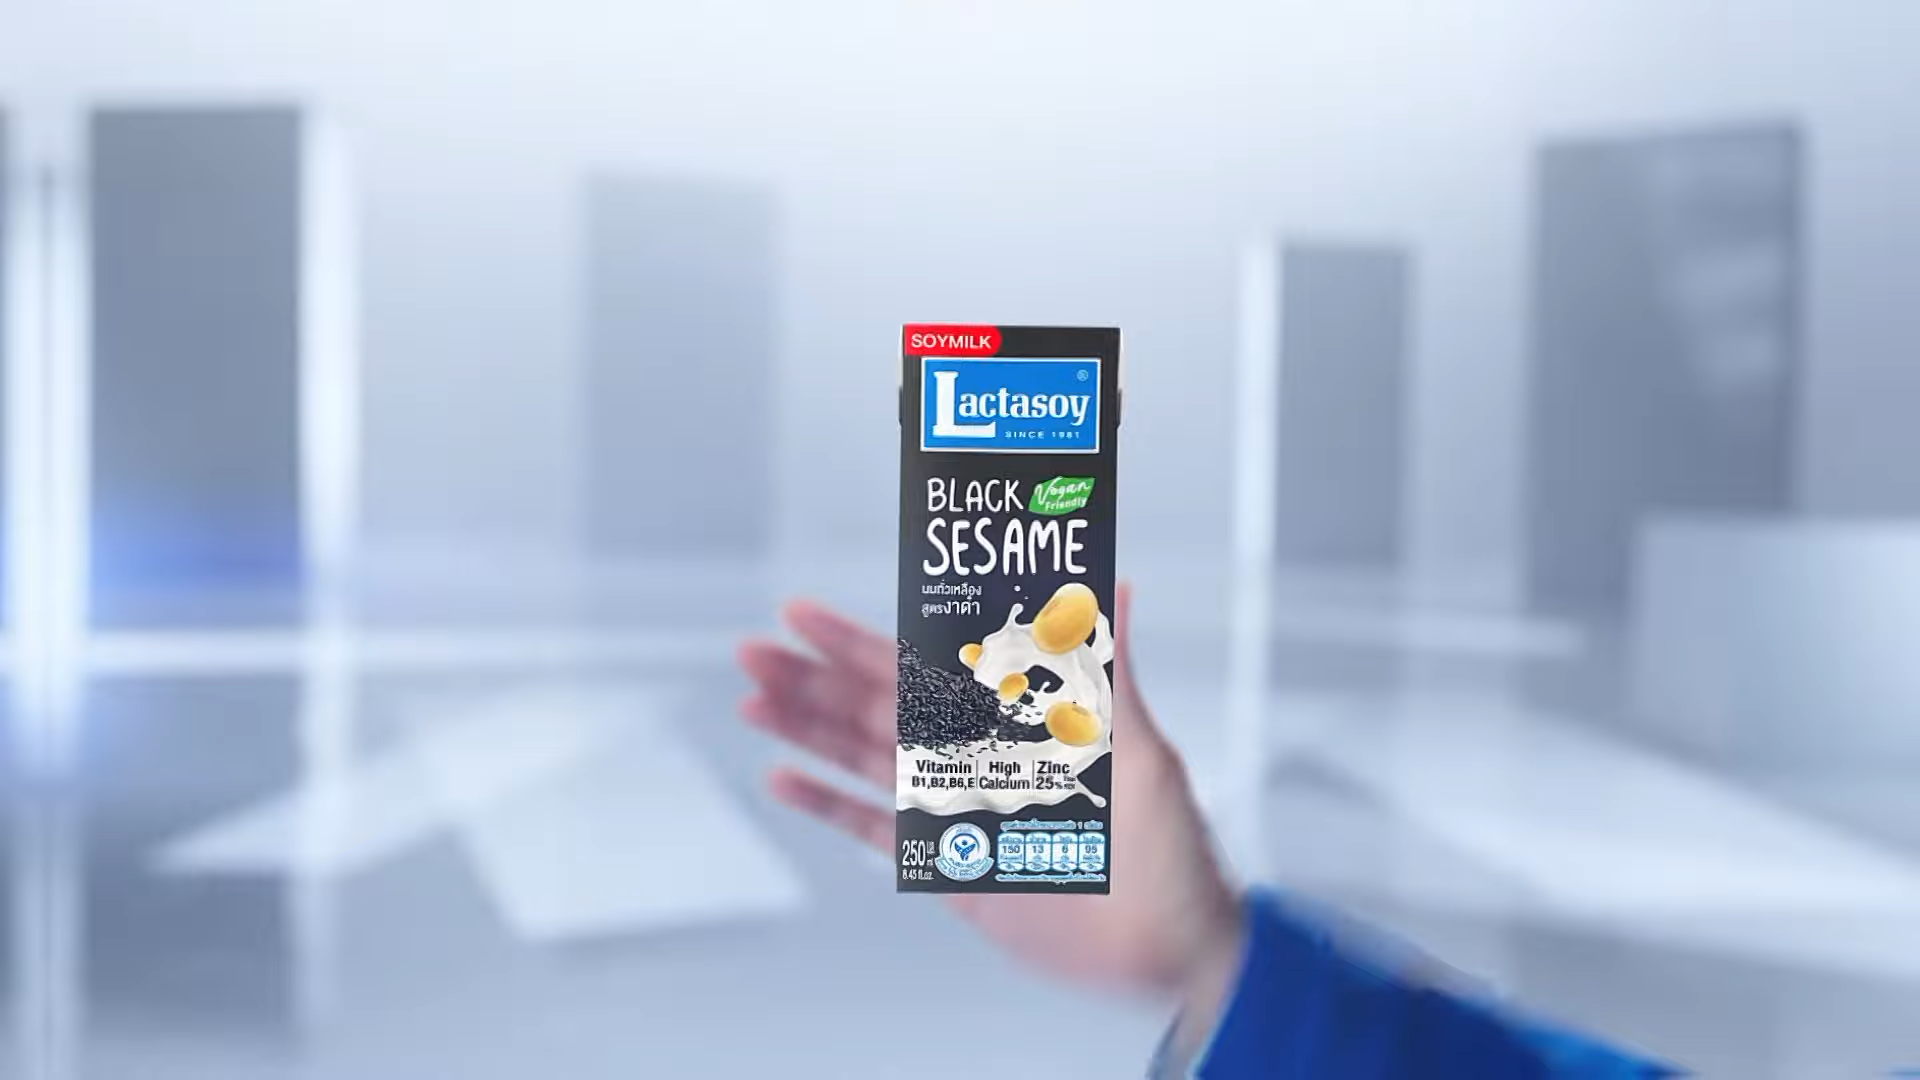 SOYMILK
Lactasoy ®
SINCE 1981
BLACK Vegan
Friendly
SESAME
นมถั่วเหลือง
สูตรงาดำ
Vitamin High Zinc
B1,B2,B6,E Calcium 25%
250 ml
8.45 fl.oz.
150 13 6 95